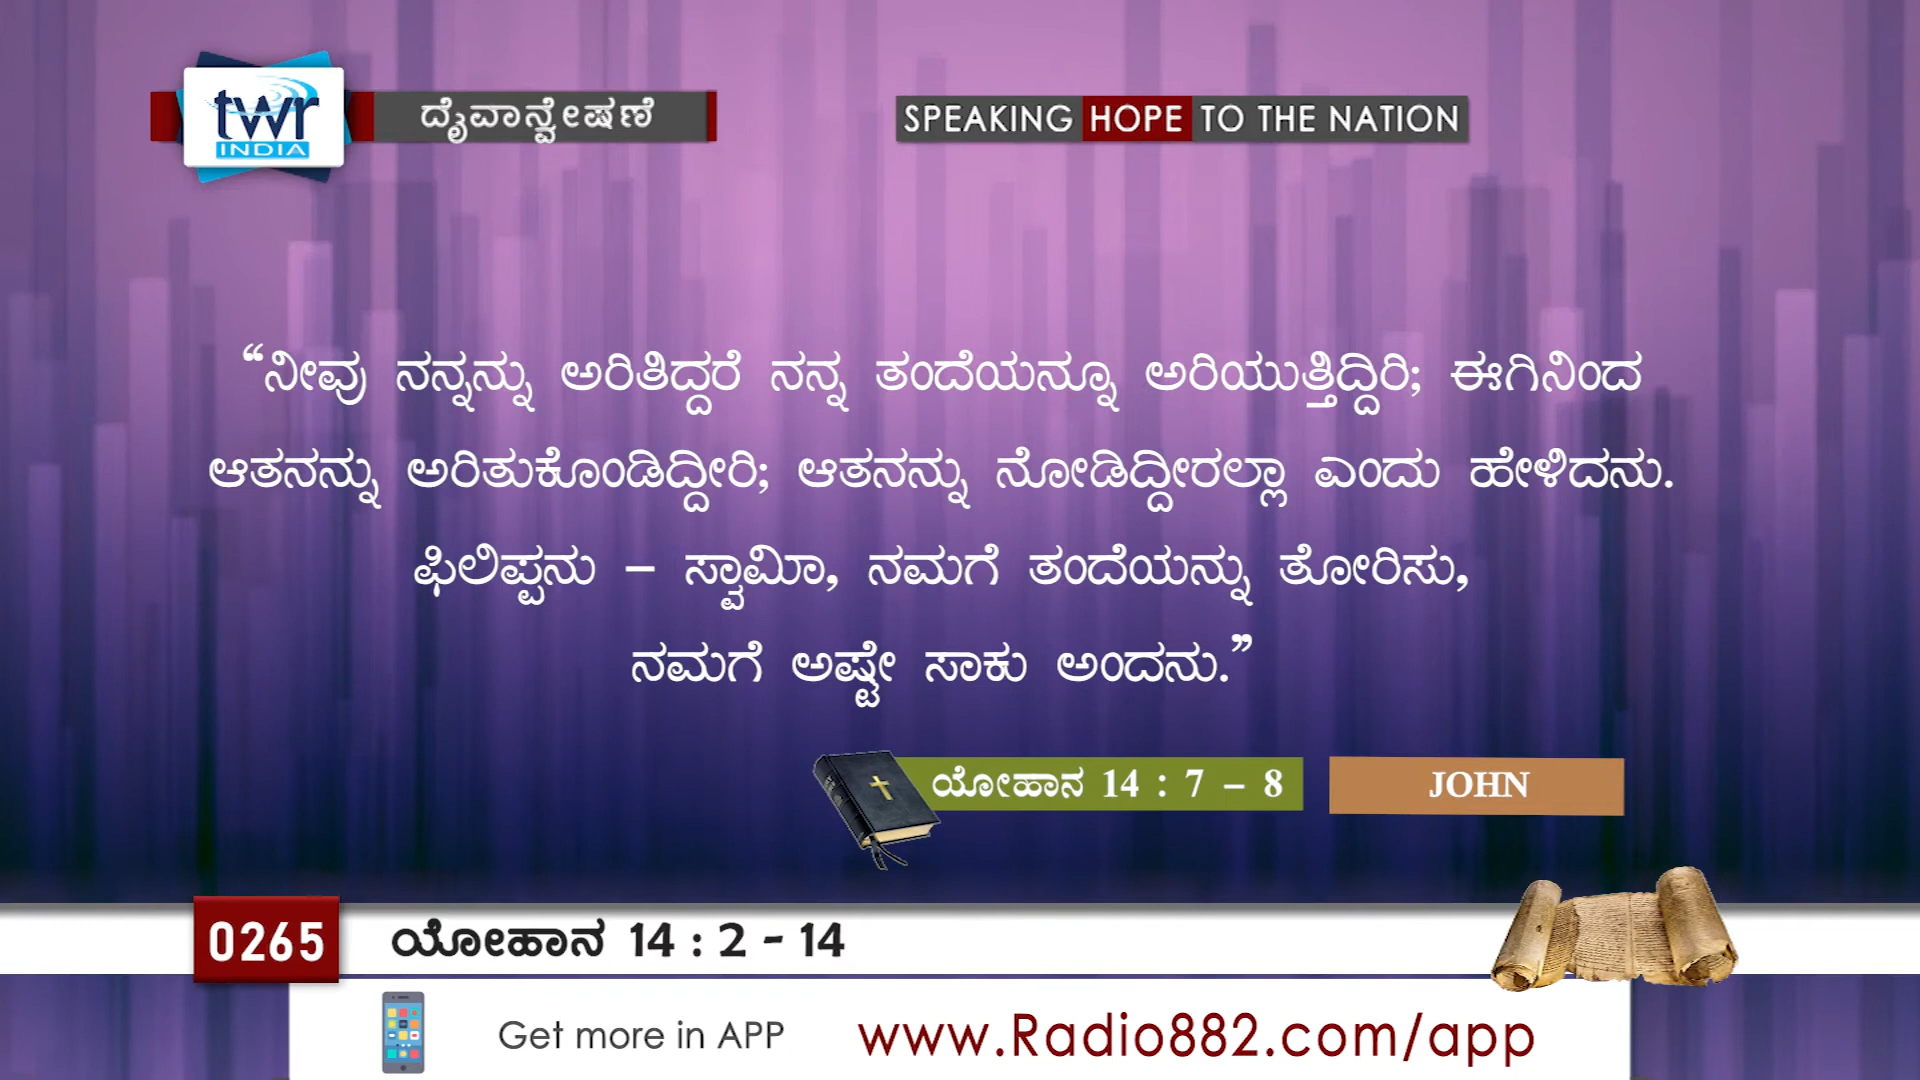 twr
INDIA
ದೈವಾನ್ವೇಷಣೆ
SPEAKING HOPE TO THE NATION
“ನೀವು ನನ್ನನ್ನು ಅರಿತಿದ್ದರೆ ನನ್ನ ತಂದೆಯನ್ನೂ ಅರಿಯುತ್ತಿದ್ದಿರಿ; ಈಗಿನಿಂದ
ಆತನನ್ನು ಅರಿತುಕೊಂಡಿದ್ದೀರಿ; ಆತನನ್ನು ನೋಡಿದ್ದೀರಲ್ಲಾ ಎಂದು ಹೇಳಿದನು.
ಫಿಲಿಪ್ಪನು – ಸ್ವಾಮಿಾ, ನಮಗೆ ತಂದೆಯನ್ನು ತೋರಿಸು,
ನಮಗೆ ಅಷ್ಟೇ ಸಾಕು ಅಂದನು.”
ಯೋಹಾನ 14 : 7 – 8
JOHN
0265
ಯೋಹಾನ 14 : 2 - 14
Get more in APP
www.Radio882.com/app